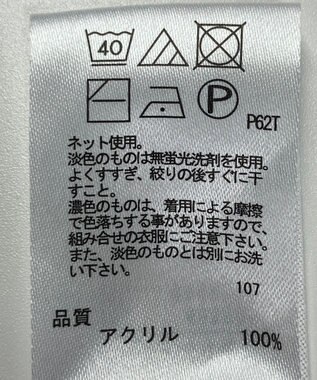 40
P
P62T
ネット使用。
淡色のものは無蛍光洗剤を使用。
よくすすぎ、絞りの後すぐに干
すこと。
濃色のものは、着用による摩擦
で色落ちする事がありますので、
組み合せの衣服にご注意下さい。
また、淡色のものとは別にお洗
い下さい。
107
品質
アクリル 100%